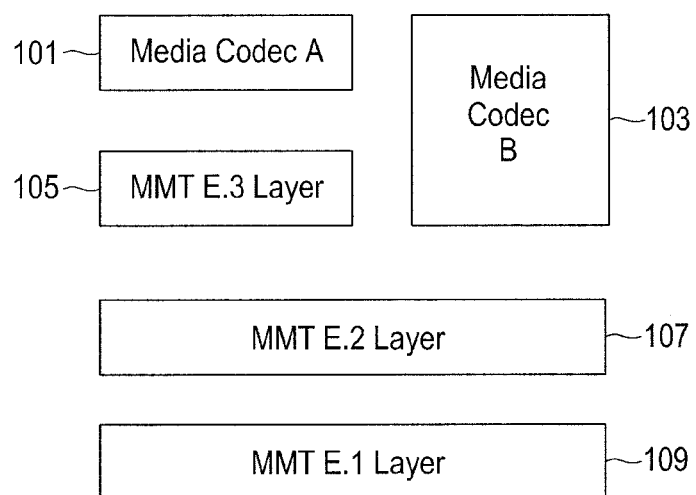 101
Media Codec A
Media
Codec
B
103
105
MMT E.3 Layer
MMT E.2 Layer
107
MMT E.1 Layer
109